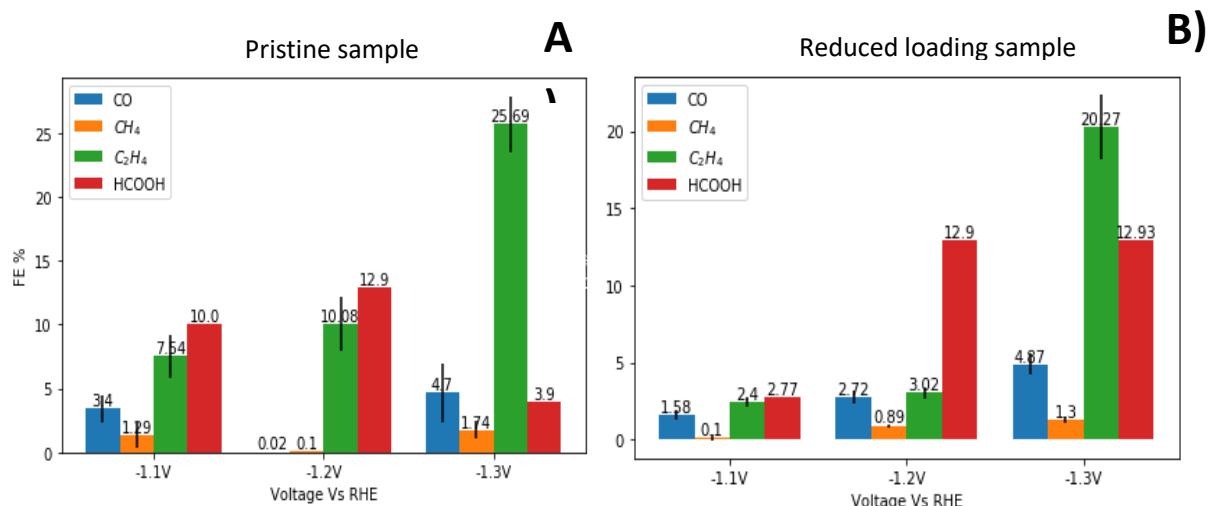 Pristine sample
A
)
CO
CH₄
C₂H₄
HCOOH
FE %
25
20
15
10
5
0
3.4
1.29
7.54
10.0
0.02
0.1
10.08
12.9
4.7
1.74
25.69
3.9
-1.1V
-1.2V
-1.3V
Voltage Vs RHE
Reduced loading sample
B)
CO
CH₄
C₂H₄
HCOOH
20
15
10
5
0
1.58
0.1
2.4
2.77
2.72
0.89
3.02
12.9
4.87
1.3
20.27
12.93
-1.1V
-1.2V
-1.3V
Voltage Vs RHE